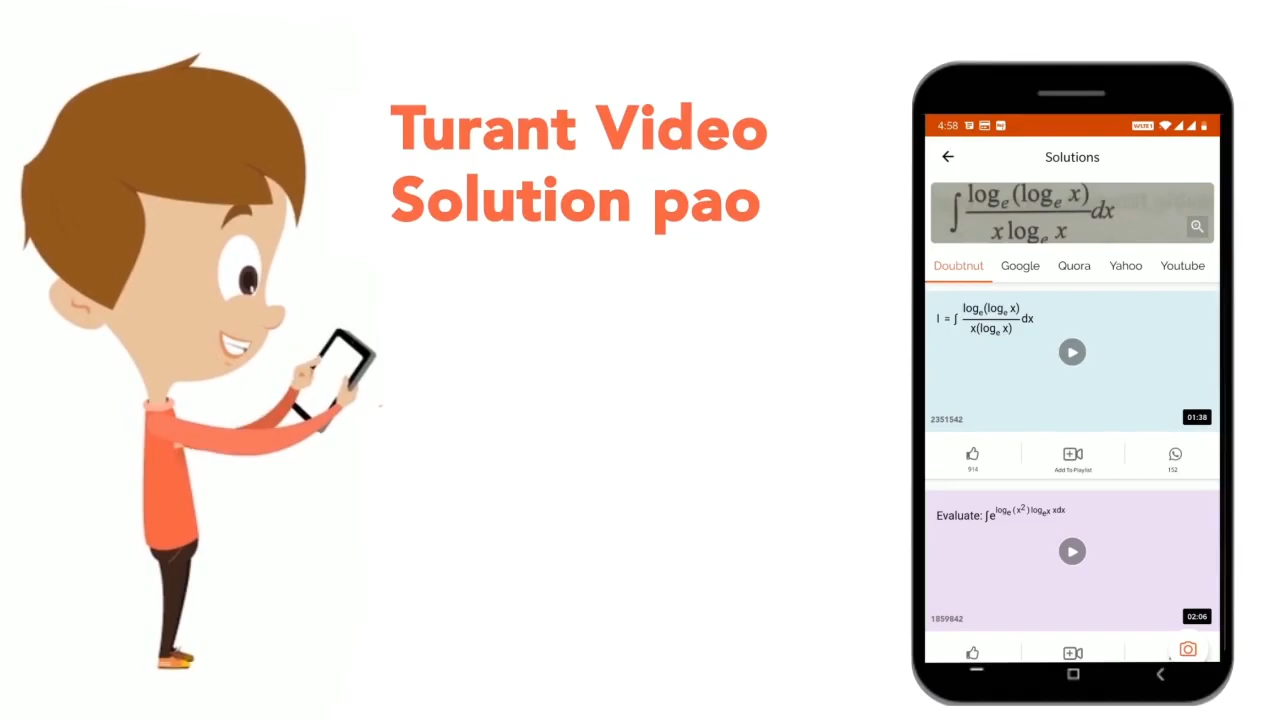 Turant Video
Solution pao
4:58
Solutions
∫ logₑ(logₑ x) / x logₑ x dx
Doubtnut Google Quora Yahoo Youtube
I = ∫ logₑ(logₑ x) / x(logₑ x) dx
2351542 01:38
914 Add To Playlist 152
Evaluate: ∫e^logₑ(x²)logₑx xdx
1859842 02:06